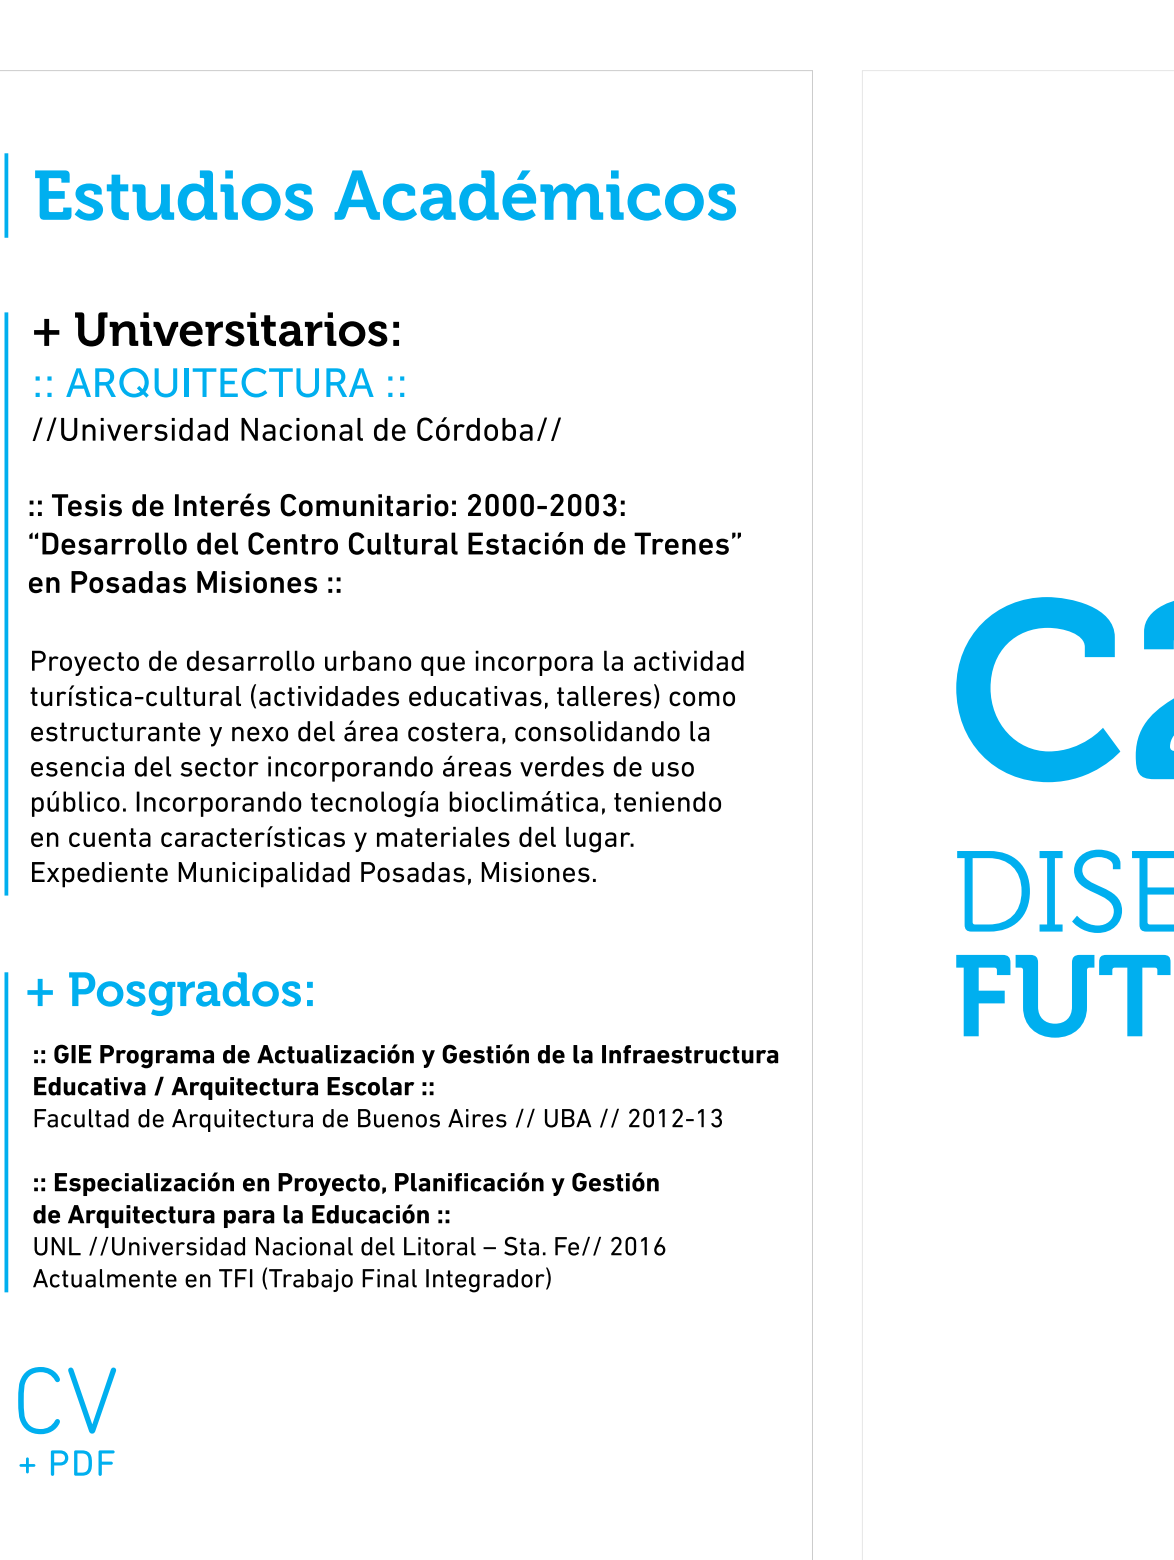 Estudios Académicos
+ Universitarios:
:: ARQUITECTURA ::
//Universidad Nacional de Córdoba//
:: Tesis de Interés Comunitario: 2000-2003:
“Desarrollo del Centro Cultural Estación de Trenes”
en Posadas Misiones ::
Proyecto de desarrollo urbano que incorpora la actividad
turística-cultural (actividades educativas, talleres) como
estructurante y nexo del área costera, consolidando la
esencia del sector incorporando áreas verdes de uso
público. Incorporando tecnología bioclimática, teniendo
en cuenta características y materiales del lugar.
Expediente Municipalidad Posadas, Misiones.
+ Posgrados:
:: GIE Programa de Actualización y Gestión de la Infraestructura
Educativa / Arquitectura Escolar ::
Facultad de Arquitectura de Buenos Aires // UBA // 2012-13
:: Especialización en Proyecto, Planificación y Gestión
de Arquitectura para la Educación ::
UNL //Universidad Nacional del Litoral – Sta. Fe// 2016
Actualmente en TFI (Trabajo Final Integrador)
CV
+ PDF